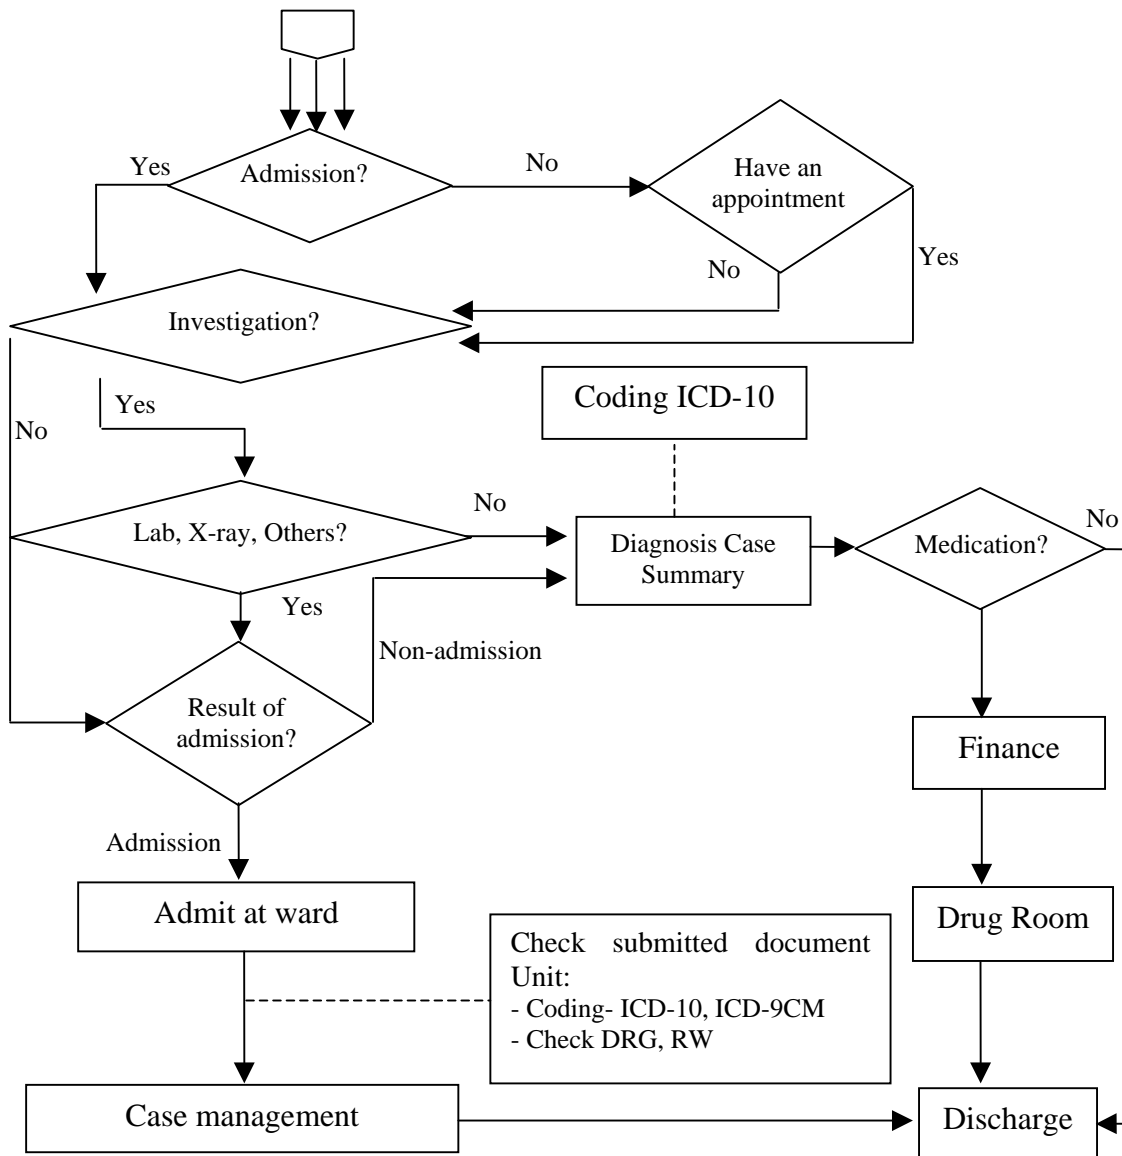 Yes
Admission?
No
Have an
appointment
No
Yes
Investigation?
Coding ICD-10
Yes
No
Lab, X-ray, Others?
No
Diagnosis Case
Summary
Medication?
No
Yes
Non-admission
Result of
admission?
Finance
Admission
Admit at ward
Drug Room
Check submitted document
Unit:
- Coding- ICD-10, ICD-9CM
- Check DRG, RW
Case management
Discharge